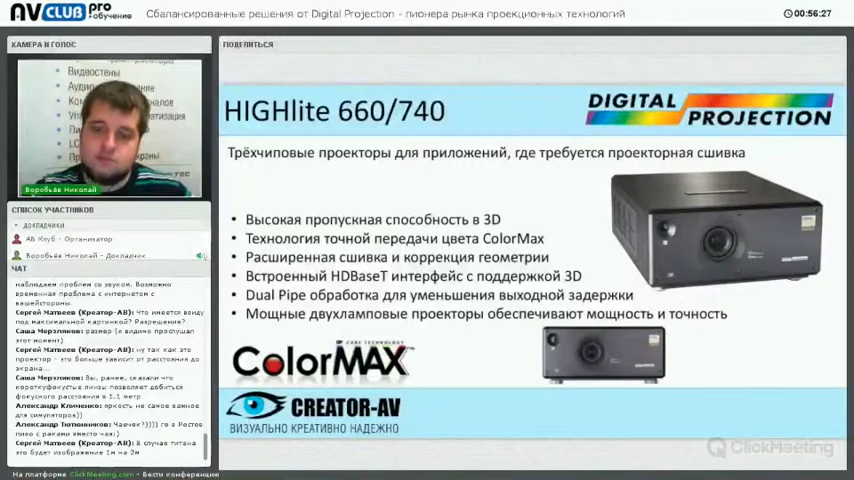 AVCLUB pro обучение
Сбалансированные решения от Digital Projection - пионера рынка проекционных технологий
00:56:27
КАМЕРА И ГОЛОС
Видеостены
Воробьёв Николай
СПИСОК УЧАСТНИКОВ
ДОКЛАДЧИКИ
АВ Клуб - Организатор
Воробьёв Николай - Докладчик
ЧАТ
наблюдаем проблем со звуком. Возможно
временная проблема с интернетом с
вашейстороны.
Сергей Матвеев (Креатор-АВ): Что имеется ввиду
под максимальной картинкой? Разрешение?
Саша Мерзляков: размер (я видимо прослушал
этот момент)
Сергей Матвеев (Креатор-АВ): ну так как это
проектор - это больше зависит от расстояния до
экрана...
Саша Мерзляков: Вы, ранее, сказали что
короткуфокустые линзы позволяет добиться
фокусного расстояния в 1.1 метр
Александр Клименко: яркость не самое важное
для симуляторов))
Александр Тютюнников: Чаечек?)))) го в Ростов
пиво с раками вместо чая:)
Сергей Матвеев (Креатор-АВ): В случае титана
это будет изображение 1м на 2м
ПОДЕЛИТЬСЯ
HIGHlite 660/740
DIGITAL PROJECTION
Трёхчиповые проекторы для приложений, где требуется проекторная сшивка
• Высокая пропускная способность в 3D
• Технология точной передачи цвета ColorMax
• Расширенная сшивка и коррекция геометрии
• Встроенный HDBaseT интерфейс с поддержкой 3D
• Dual Pipe обработка для уменьшения выходной задержки
• Мощные двухламповые проекторы обеспечивают мощность и точность
ColorMAX
CREATOR-AV
ВИЗУАЛЬНО КРЕАТИВНО НАДЕЖНО
ClickMeeting
На платформе ClickMeeting.com - Вести конференцию